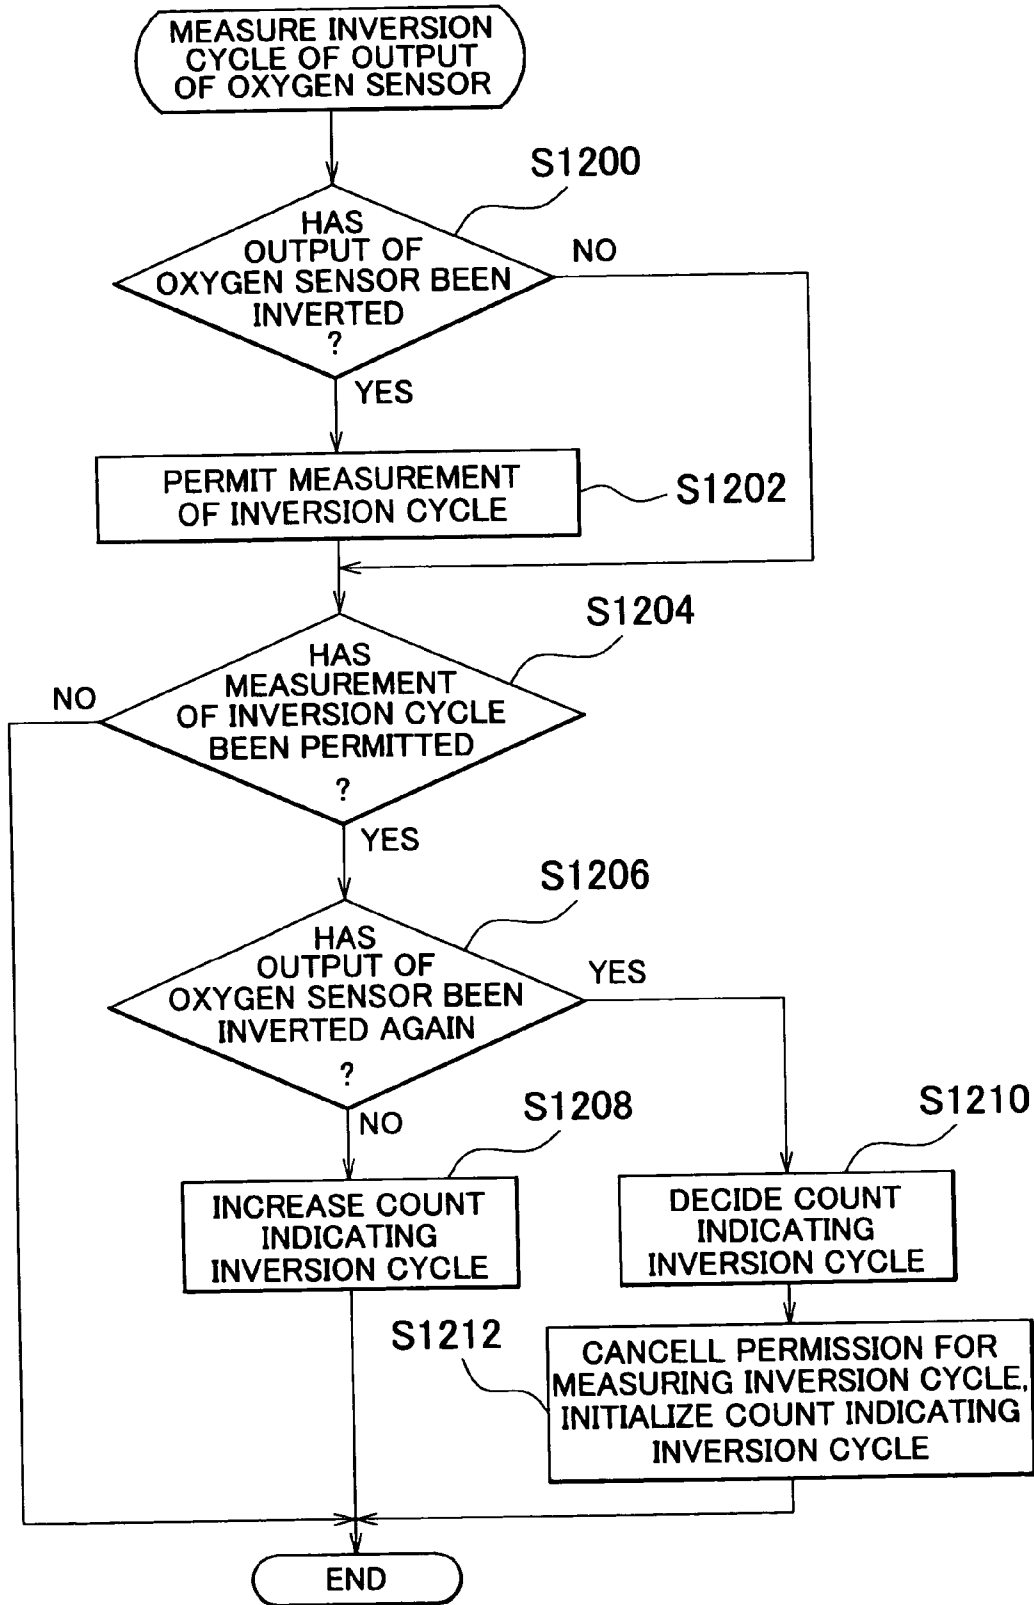 MEASURE INVERSION
CYCLE OF OUTPUT
OF OXYGEN SENSOR
S1200
HAS
OUTPUT OF
OXYGEN SENSOR BEEN
INVERTED
?
NO
YES
PERMIT MEASUREMENT
OF INVERSION CYCLE
S1202
S1204
HAS
MEASUREMENT
OF INVERSION CYCLE
BEEN PERMITTED
?
NO
YES
S1206
HAS
OUTPUT OF
OXYGEN SENSOR BEEN
INVERTED AGAIN
?
YES
NO
S1208
INCREASE COUNT
INDICATING
INVERSION CYCLE
S1210
DECIDE COUNT
INDICATING
INVERSION CYCLE
S1212
CANCELL PERMISSION FOR
MEASURING INVERSION CYCLE,
INITIALIZE COUNT INDICATING
INVERSION CYCLE
END